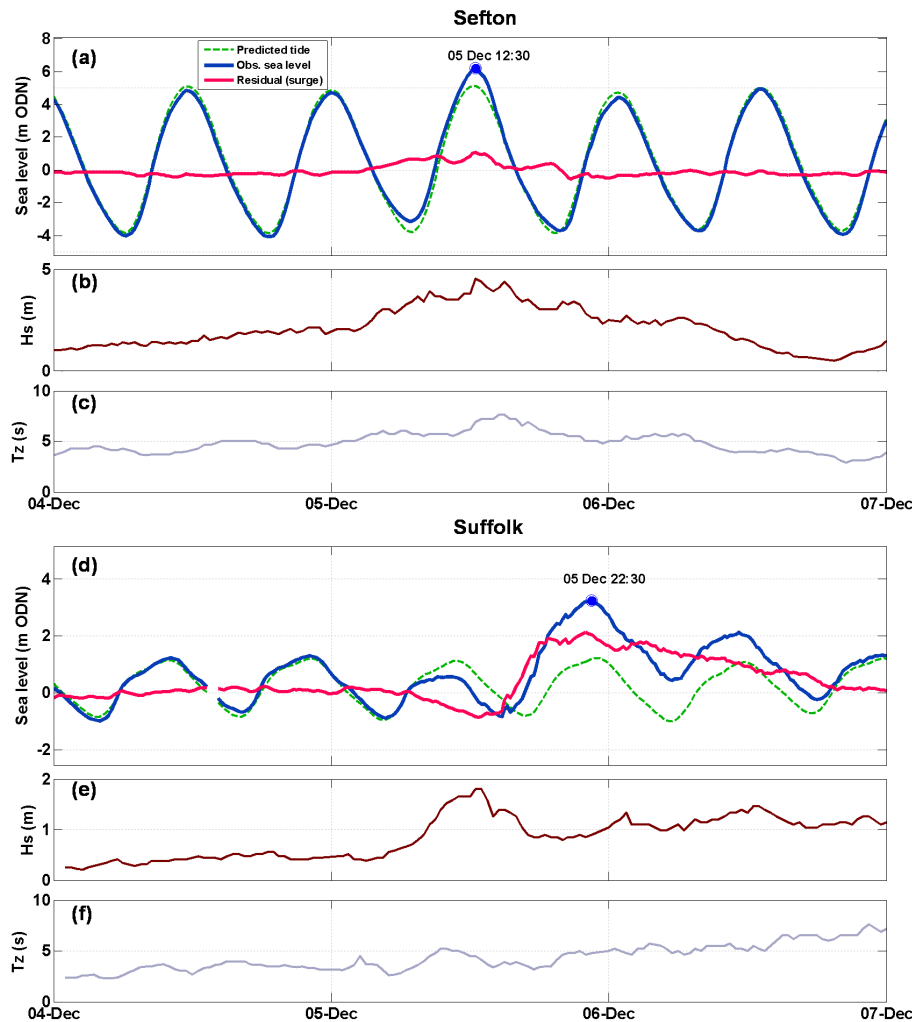 Sefton
(a)
Predicted tide
Obs. sea level
Residual (surge)
05 Dec 12:30
Sea level (m ODN)
8
6
4
2
0
-2
-4
(b)
Hs (m)
5
0
(c)
Tz (s)
10
5
0
04-Dec 05-Dec 06-Dec 07-Dec
Suffolk
(d)
05 Dec 22:30
Sea level (m ODN)
4
2
0
-2
(e)
Hs (m)
2
1
0
(f)
Tz (s)
10
5
0
04-Dec 05-Dec 06-Dec 07-Dec